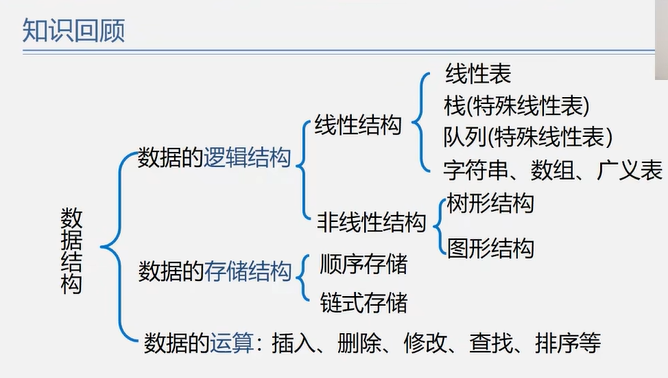 知识回顾
数据结构
数据的逻辑结构
线性结构
线性表
栈(特殊线性表)
队列(特殊线性表)
字符串、数组、广义表
非线性结构
树形结构
图形结构
数据的存储结构
顺序存储
链式存储
数据的运算：插入、删除、修改、查找、排序等